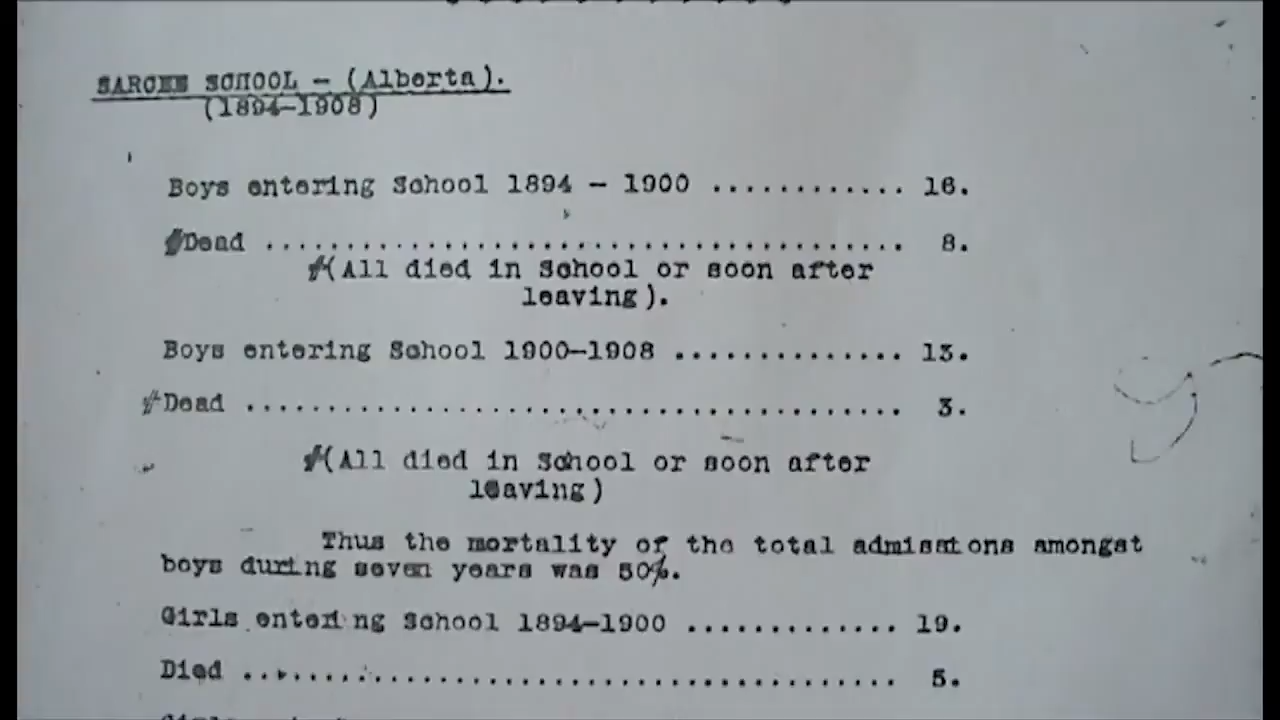 SARCEE SCHOOL - (Alberta).
(1894-1908)
Boys entering School 1894 - 1900 ............ 16.
#Dead ................................................ 8.
#(All died in School or soon after
leaving).
Boys entering School 1900-1908 .............. 13.
#Dead ................................................ 3.
#(All died in School or soon after
leaving)
Thus the mortality of the total admissions amongst
boys during seven years was 50%.
Girls entering School 1894-1900 ............. 19.
Died ................................................ 5.